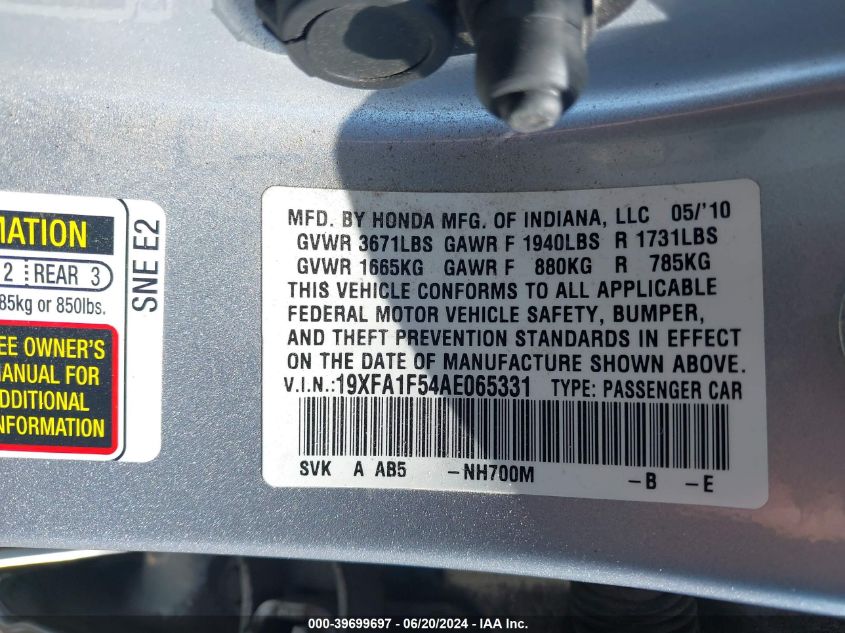 MATION
2 REAR 3
85kg or 850lbs.
SNE E2
EE OWNER'S
MANUAL FOR
ADDITIONAL
INFORMATION
MFD. BY HONDA MFG. OF INDIANA, LLC 05/'10
GVWR 3671LBS GAWR F 1940LBS R 1731LBS
GVWR 1665KG GAWR F 880KG R 785KG
THIS VEHICLE CONFORMS TO ALL APPLICABLE
FEDERAL MOTOR VEHICLE SAFETY, BUMPER,
AND THEFT PREVENTION STANDARDS IN EFFECT
ON THE DATE OF MANUFACTURE SHOWN ABOVE.
V.I.N.:19XFA1F54AE065331 TYPE: PASSENGER CAR
SVK A AB5 -NH700M -B -E
000-39699697 - 06/20/2024 - IAA Inc.